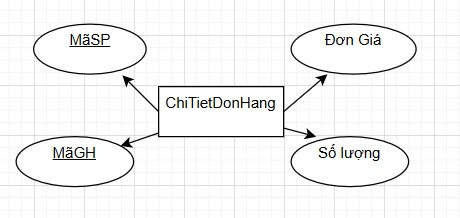 MãSP
Đơn Giá
ChiTietDonHang
MãGH
Số lượng